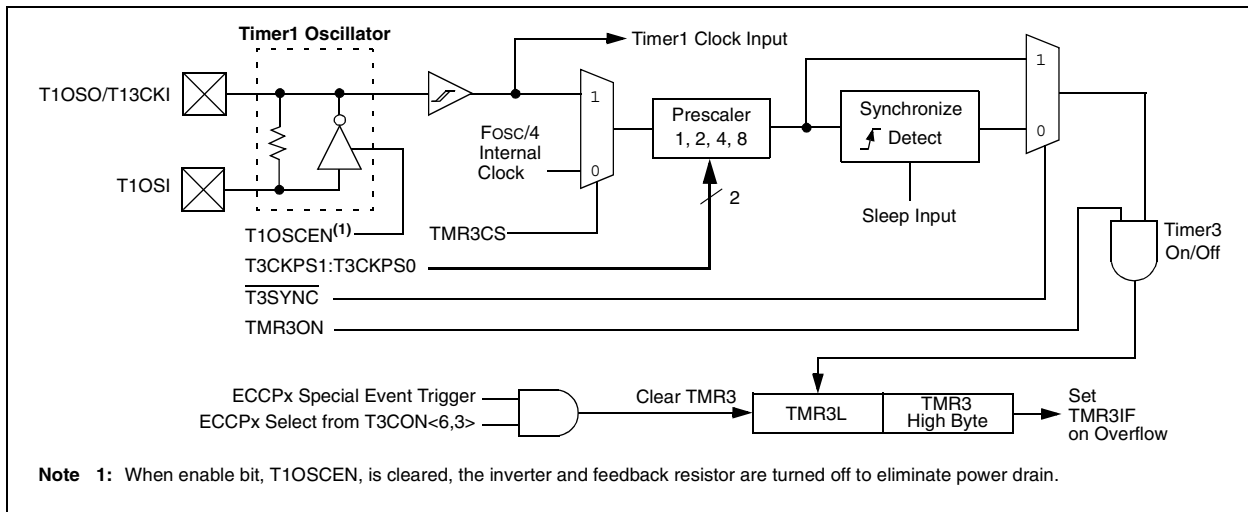 Timer1 Oscillator
Timer1 Clock Input
T1OSO/T13CKI
1
1
FOSC/4
Internal
Clock
0
Prescaler
1, 2, 4, 8
Synchronize
Detect
0
T1OSI
2
Sleep Input
T1OSCEN(1)
TMR3CS
Timer3
On/Off
T3CKPS1:T3CKPS0
T3SYNC
TMR3ON
ECCPx Special Event Trigger
ECCPx Select from T3CON<6,3>
Clear TMR3
TMR3L
TMR3
High Byte
Set
TMR3IF
on Overflow
Note 1: When enable bit, T1OSCEN, is cleared, the inverter and feedback resistor are turned off to eliminate power drain.